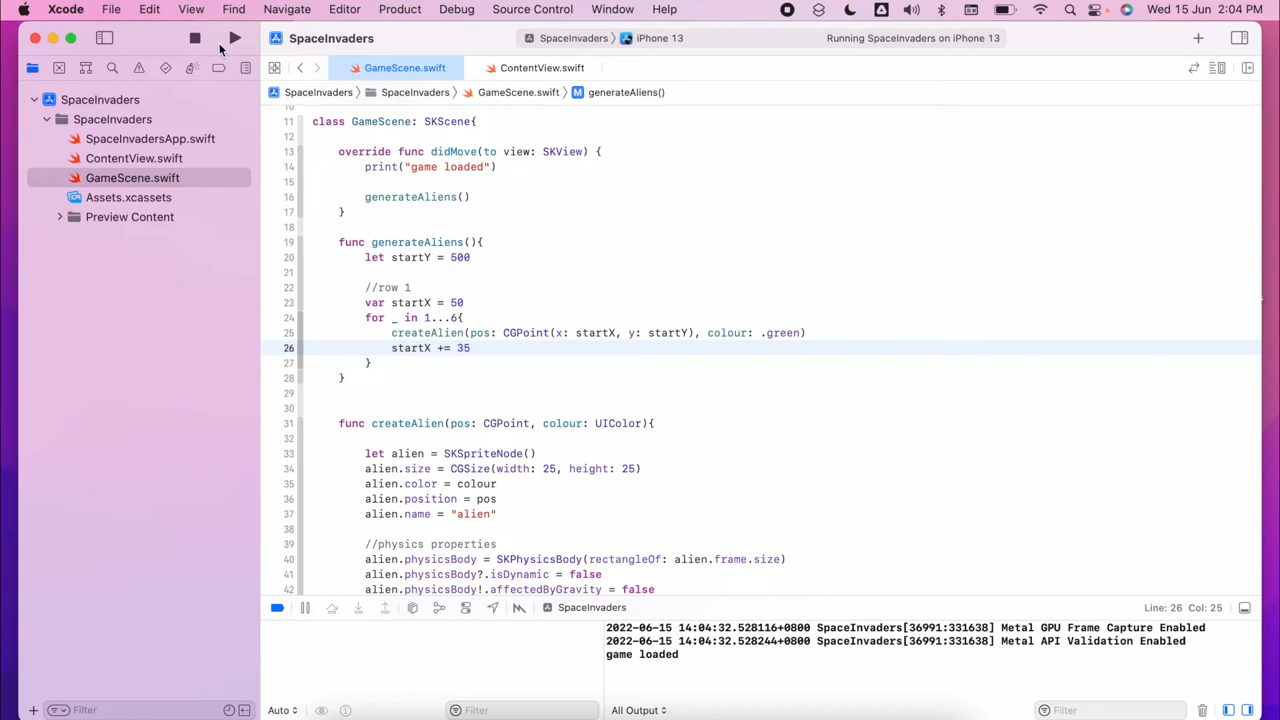 Xcode File Edit View Find Navigate Editor Product Debug Source Control Window Help Wed 15 Jun 2:04 PM
SpaceInvaders SpaceInvaders iPhone 13 Running SpaceInvaders on iPhone 13
GameScene.swift ContentView.swift
SpaceInvaders SpaceInvaders GameScene.swift M generateAliens()
SpaceInvaders
SpaceInvaders
SpaceInvadersApp.swift
ContentView.swift
GameScene.swift
Assets.xcassets
Preview Content
10
11 class GameScene: SKScene{
12
13 override func didMove(to view: SKView) {
14 print("game loaded")
15
16 generateAliens()
17 }
18
19 func generateAliens(){
20 let startY = 500
21
22 //row 1
23 var startX = 50
24 for _ in 1...6{
25 createAlien(pos: CGPoint(x: startX, y: startY), colour: .green)
26 startX += 35
27 }
28 }
29
30
31 func createAlien(pos: CGPoint, colour: UIColor){
32
33 let alien = SKSpriteNode()
34 alien.size = CGSize(width: 25, height: 25)
35 alien.color = colour
36 alien.position = pos
37 alien.name = "alien"
38
39 //physics properties
40 alien.physicsBody = SKPhysicsBody(rectangleOf: alien.frame.size)
41 alien.physicsBody?.isDynamic = false
42 alien.physicsBody!.affectedByGravity = false
SpaceInvaders Line: 26 Col: 25
2022-06-15 14:04:32.528116+0800 SpaceInvaders[36991:331638] Metal GPU Frame Capture Enabled
2022-06-15 14:04:32.528244+0800 SpaceInvaders[36991:331638] Metal API Validation Enabled
game loaded
Filter Auto Filter All Output Filter